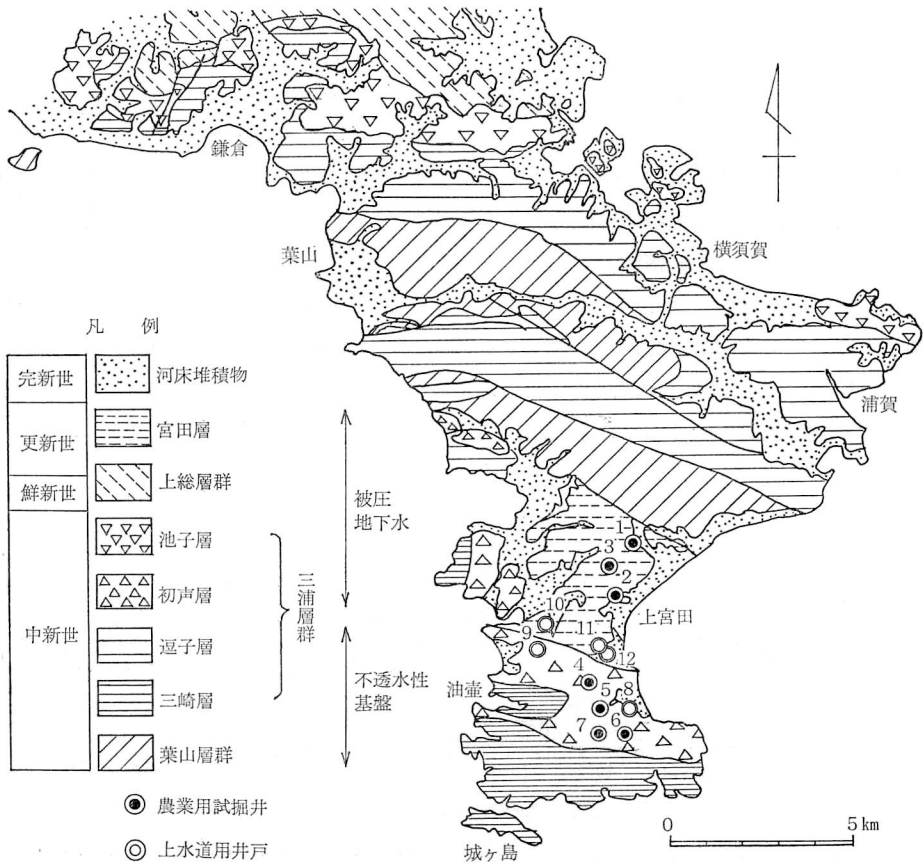 鎌倉
葉山
横須賀
浦賀
凡 例
完新世
河床堆積物
更新世
宮田層
鮮新世
上総層群
中新世
池子層
初声層
逗子層
三崎層
葉山層群
三浦層群
被圧
地下水
不透水性
基盤
農業用試掘井
上水道用井戸
1
3
2
上宮田
10
9
11
12
4
油壷
5
8
7
6
城ヶ島
0
5 km